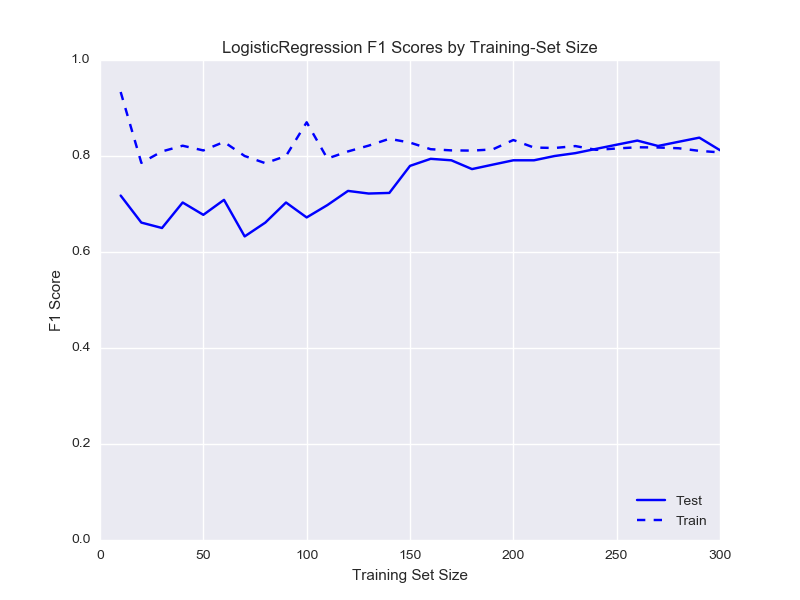 LogisticRegression F1 Scores by Training-Set Size
1.0
0.8
0.6
0.4
0.2
0.0
F1 Score
0 50 100 150 200 250 300
Training Set Size
Test
Train